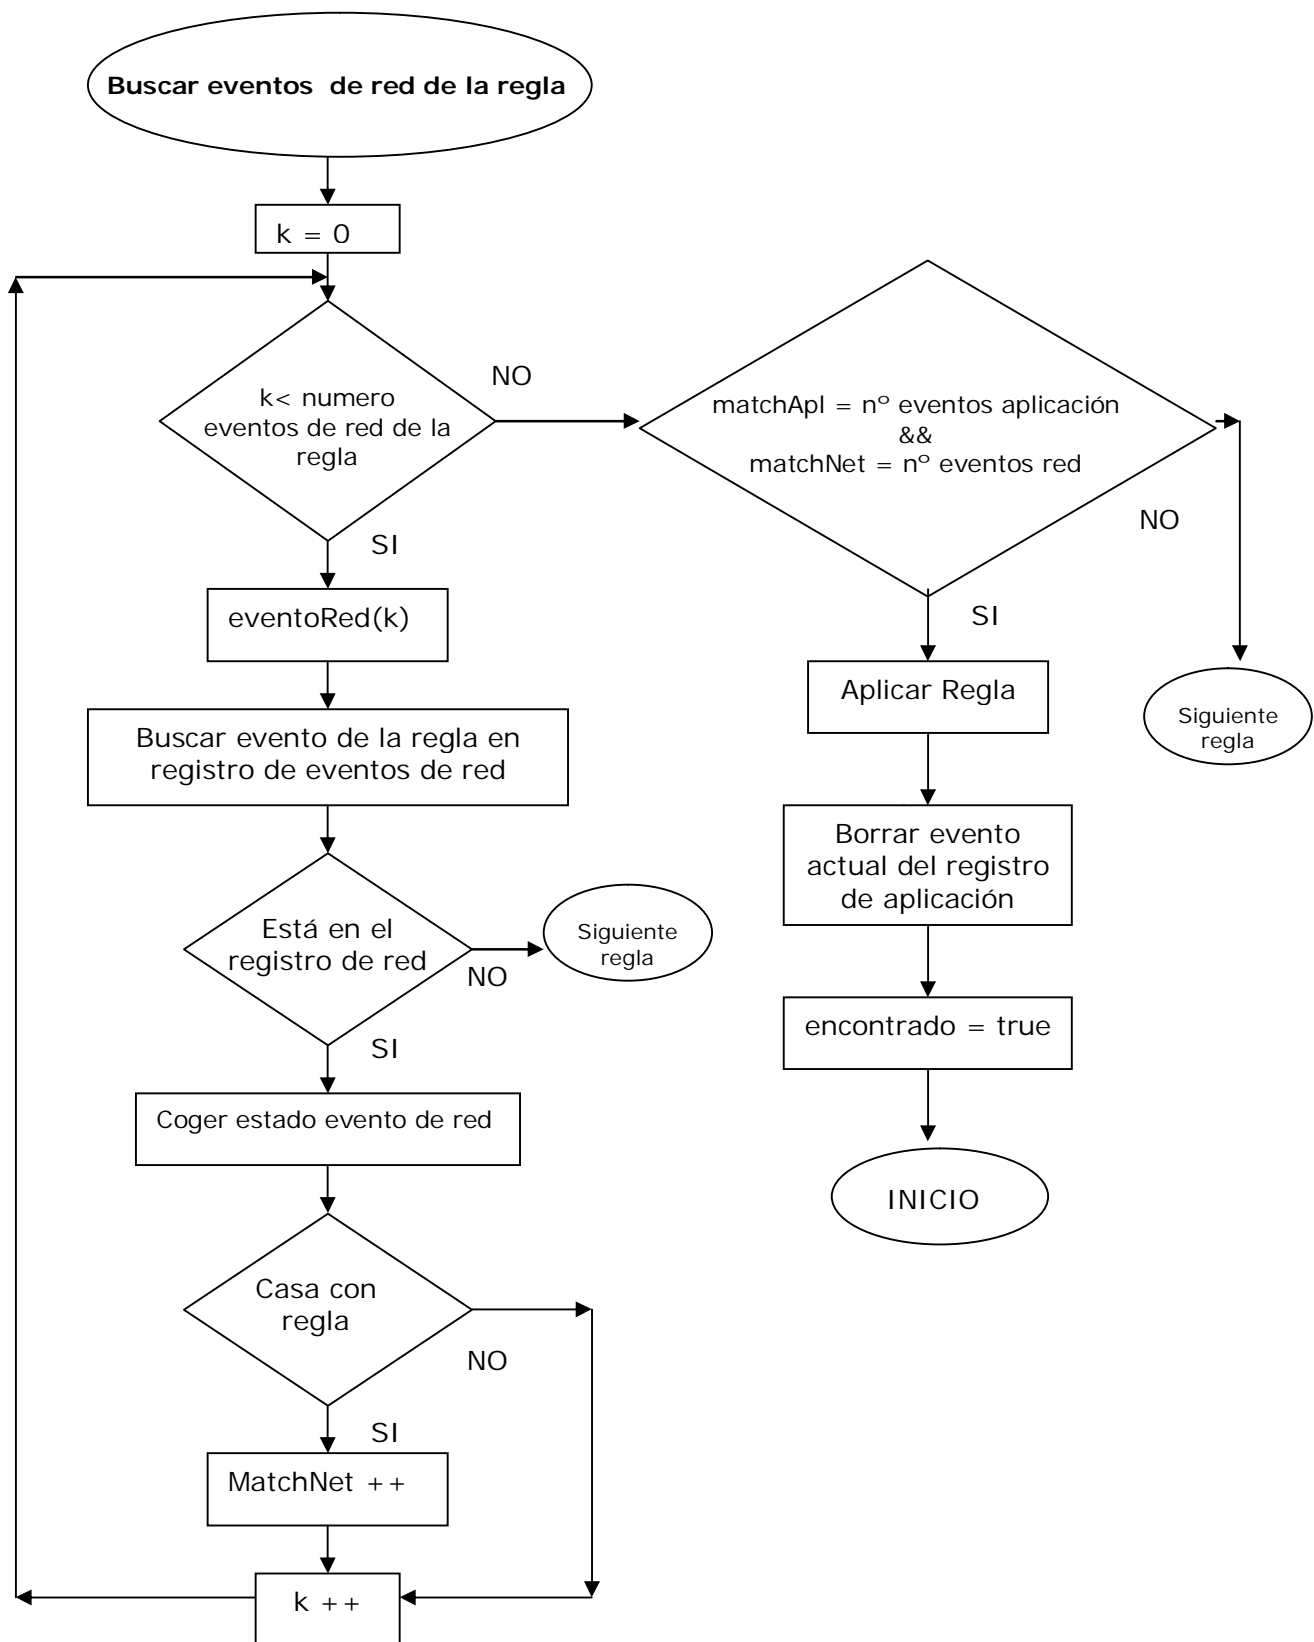 Buscar eventos de red de la regla
k = 0
k< numero
eventos de red de la
regla
NO
SI
eventoRed(k)
Buscar evento de la regla en
registro de eventos de red
Está en el
registro de red
NO
Siguiente
regla
SI
Coger estado evento de red
Casa con
regla
NO
SI
MatchNet ++
k ++
matchApl = nº eventos aplicación
&&
matchNet = nº eventos red
NO
Siguiente
regla
SI
Aplicar Regla
Borrar evento
actual del registro
de aplicación
encontrado = true
INICIO